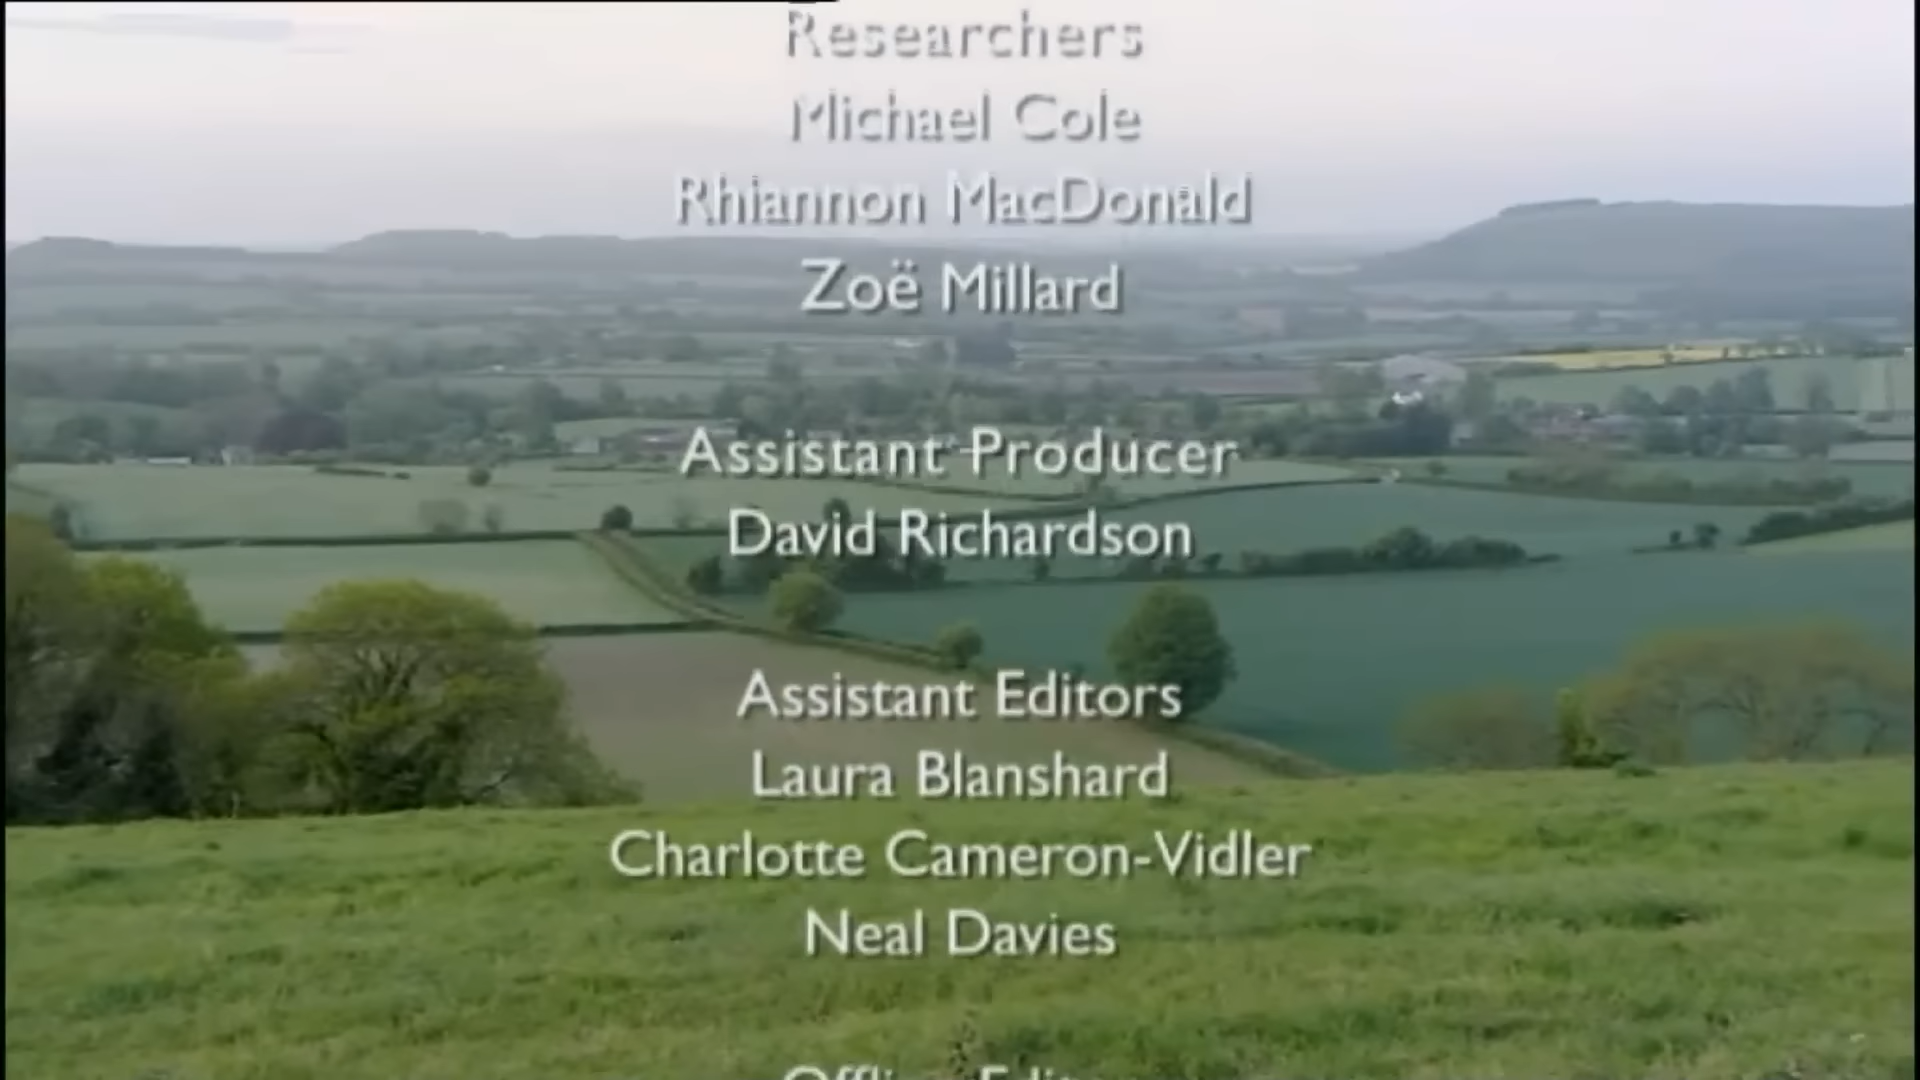 Researchers
Michael Cole
Rhiannon MacDonald
Zoë Millard
Assistant Producer
David Richardson
Assistant Editors
Laura Blanshard
Charlotte Cameron-Vidler
Neal Davies